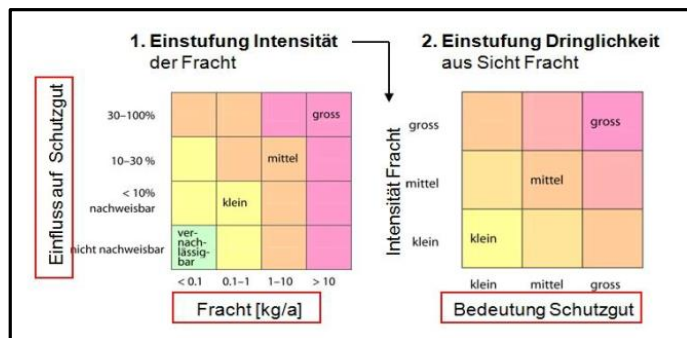 1. Einstufung Intensität
der Fracht
2. Einstufung Dringlichkeit
aus Sicht Fracht
Einfluss auf Schutzgut
30–100%
gross
10–30 %
mittel
< 10%
nachweisbar
klein
nicht nachweisbar
ver-
nach-
lässig-
bar
< 0.1
0.1–1
1–10
> 10
Fracht [kg/a]
Intensität Fracht
gross
gross
mittel
mittel
klein
klein
klein
mittel
gross
Bedeutung Schutzgut